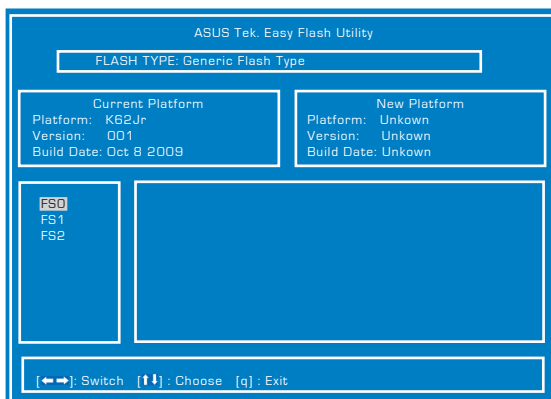 ASUS Tek. Easy Flash Utility
FLASH TYPE: Generic Flash Type
Current Platform
Platform: K62Jr
Version: 001
Build Date: Oct 8 2009
New Platform
Platform: Unkown
Version: Unkown
Build Date: Unkown
FS0
FS1
FS2
[←→]: Switch [↑↓] : Choose [q] : Exit